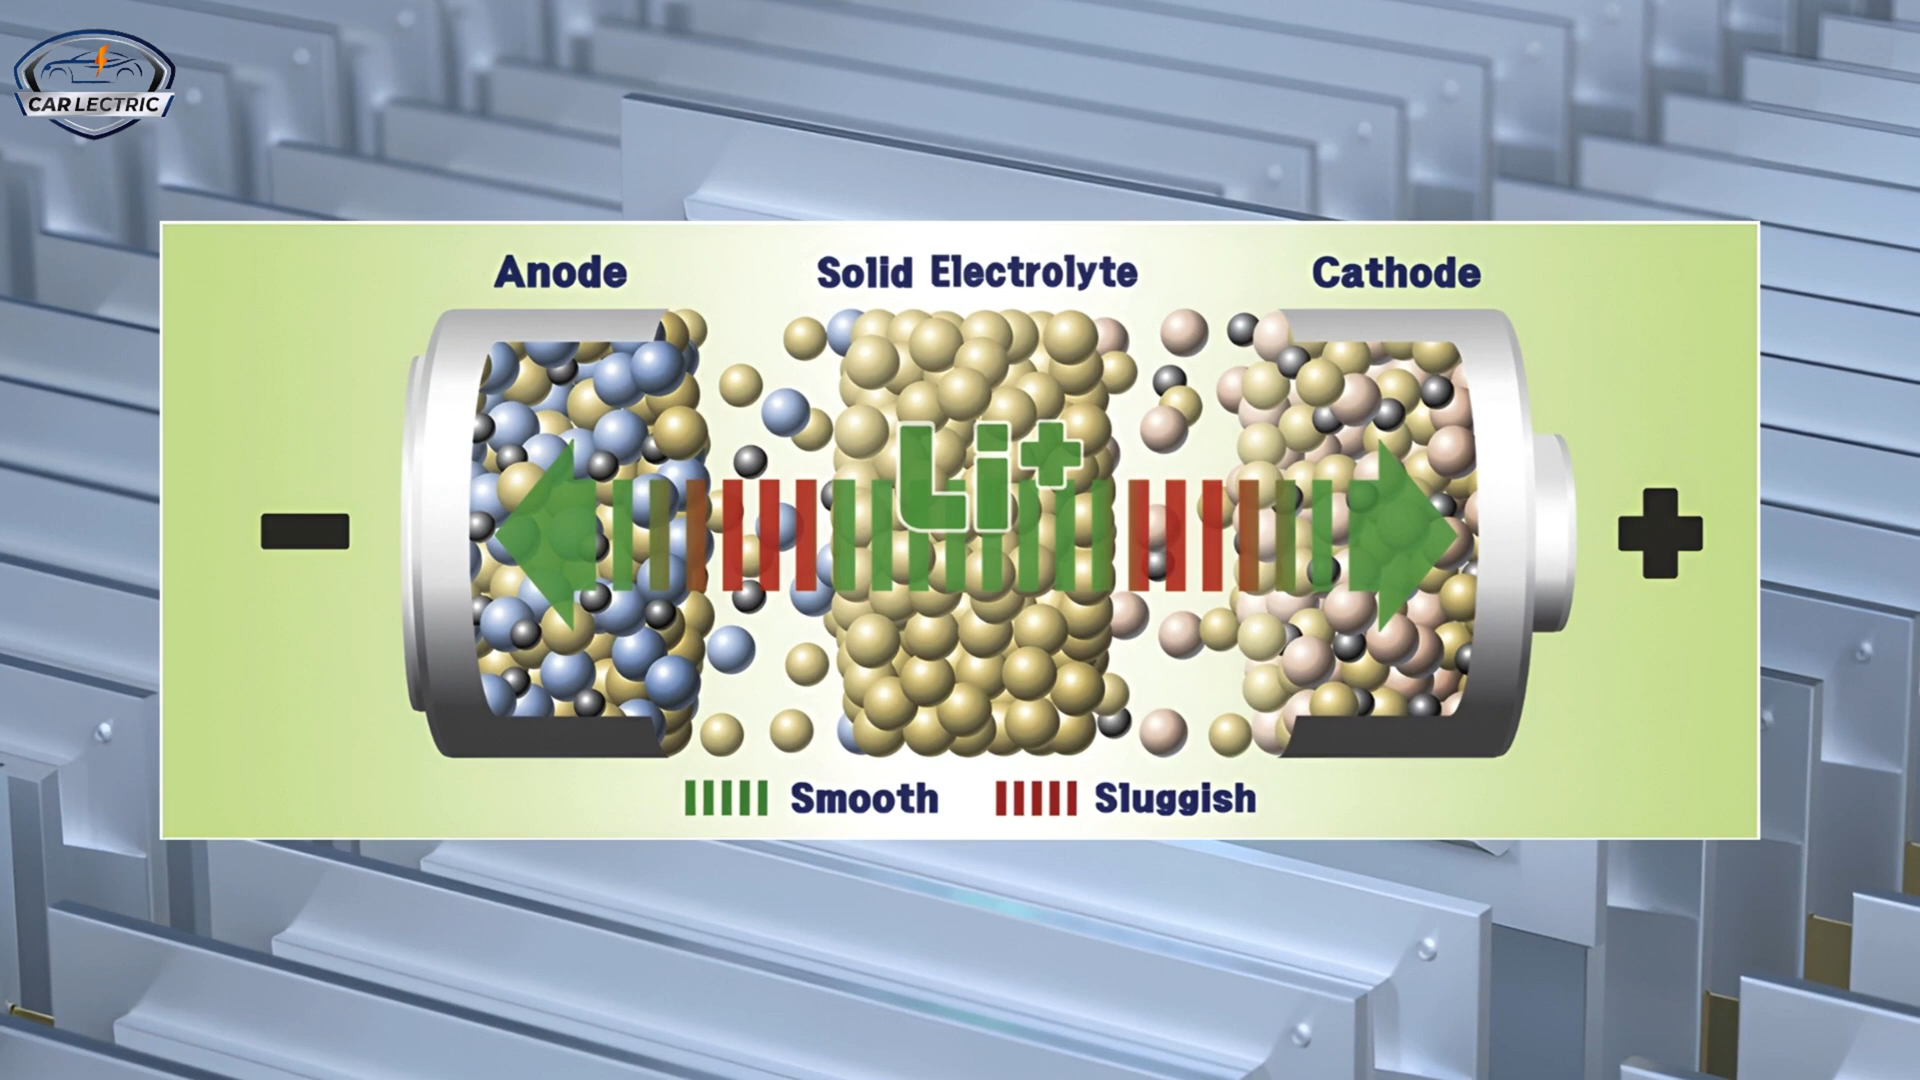 CAR LECTRIC
Anode
Solid Electrolyte
Cathode
Li+
- +
Smooth
Sluggish